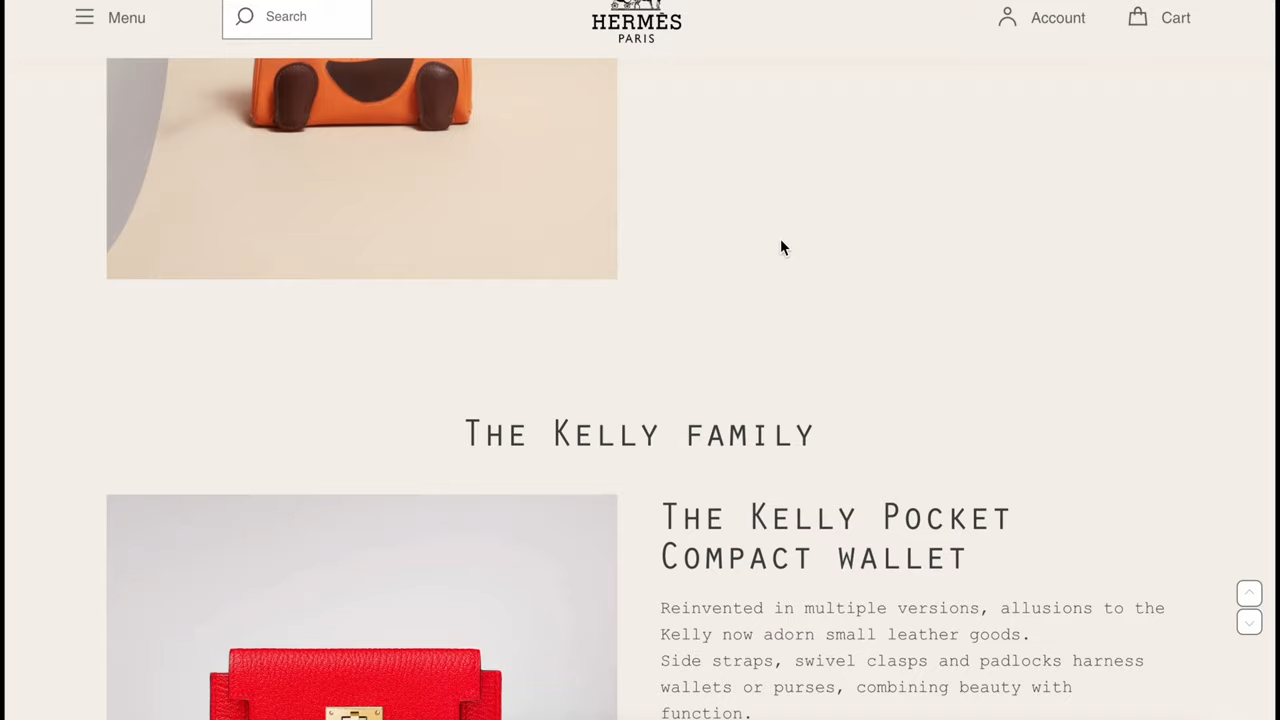 Menu
Search
HERMÈS
PARIS
Account
Cart
The Kelly family
The Kelly Pocket
Compact wallet
Reinvented in multiple versions, allusions to the
Kelly now adorn small leather goods.
Side straps, swivel clasps and padlocks harness
wallets or purses, combining beauty with
function.